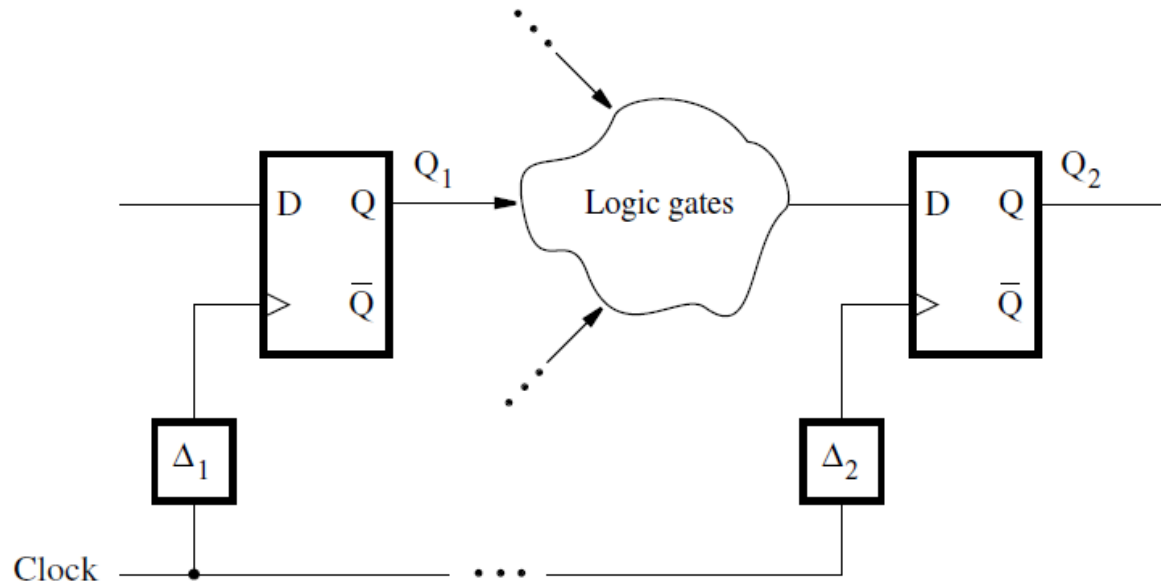 Q₁ Q₂
D Q Logic gates D Q
Q̅ Q̅
Δ₁ Δ₂
Clock